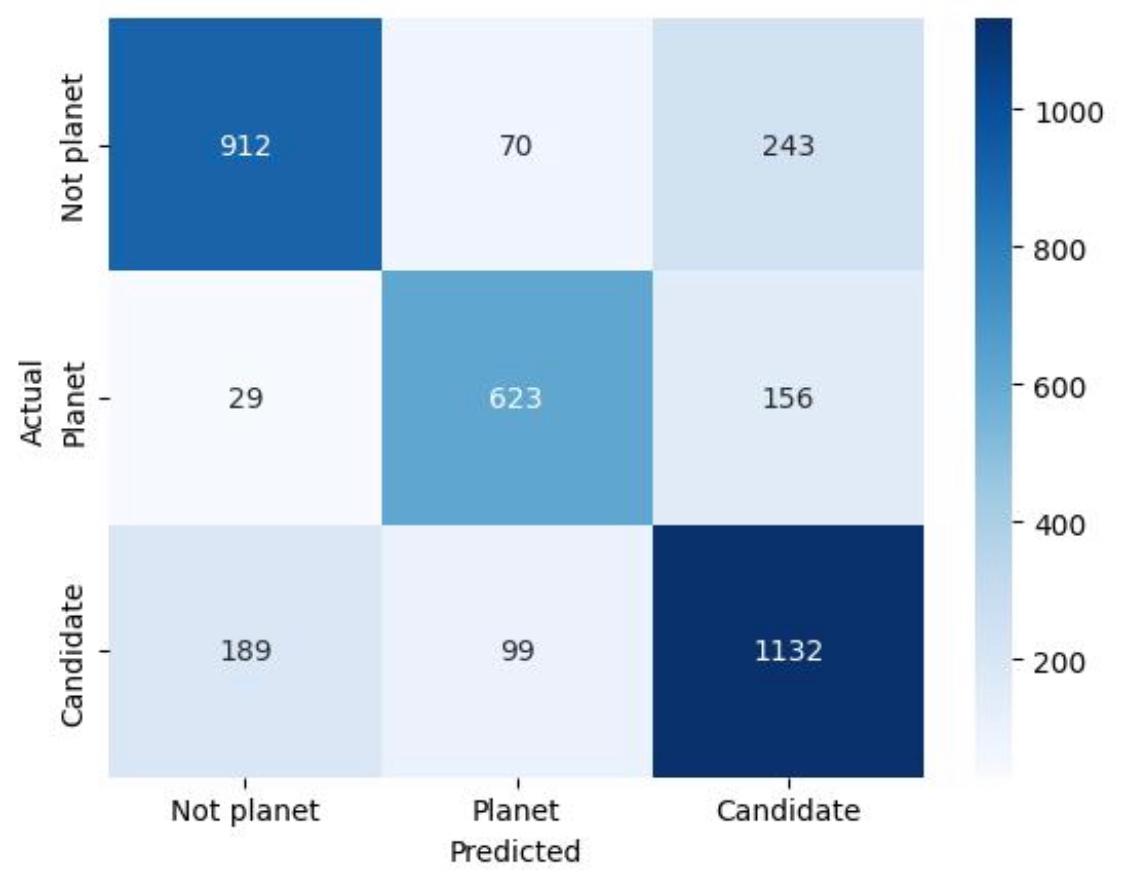 Not planet 912 70 243
Planet 29 623 156
Candidate 189 99 1132
Actual
Not planet Planet Candidate
Predicted
1000
800
600
400
200